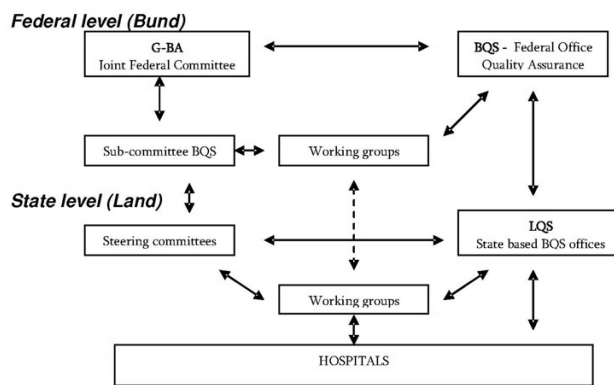 Federal level (Bund)
G-BA
Joint Federal Committee
BQS - Federal Office
Quality Assurance
Sub-committee BQS
Working groups
State level (Land)
Steering committees
LQS
State based BQS offices
Working groups
HOSPITALS